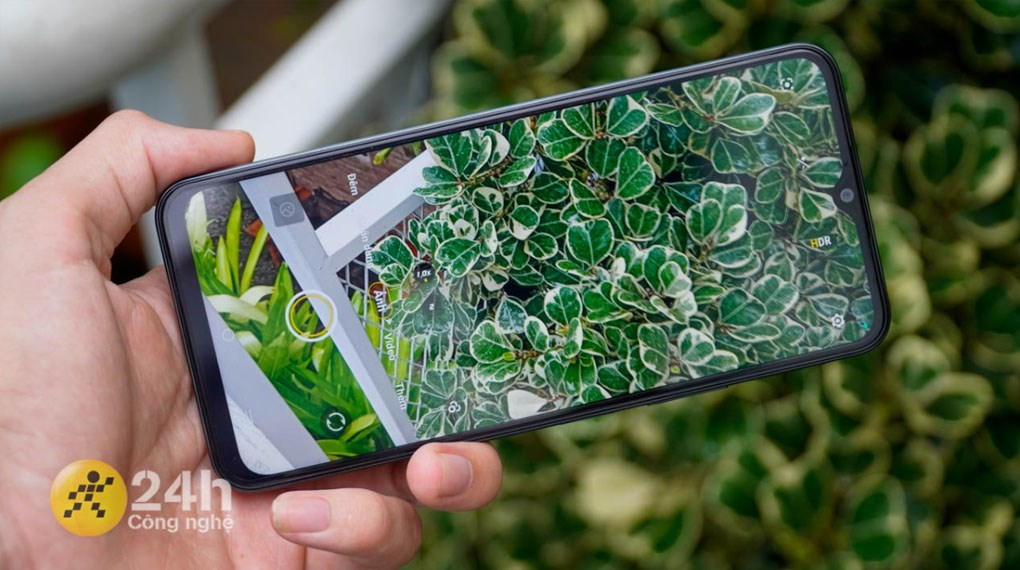 Đêm
1.0x
Ảnh
Video
Thêm
HDR
24h
Công nghệ